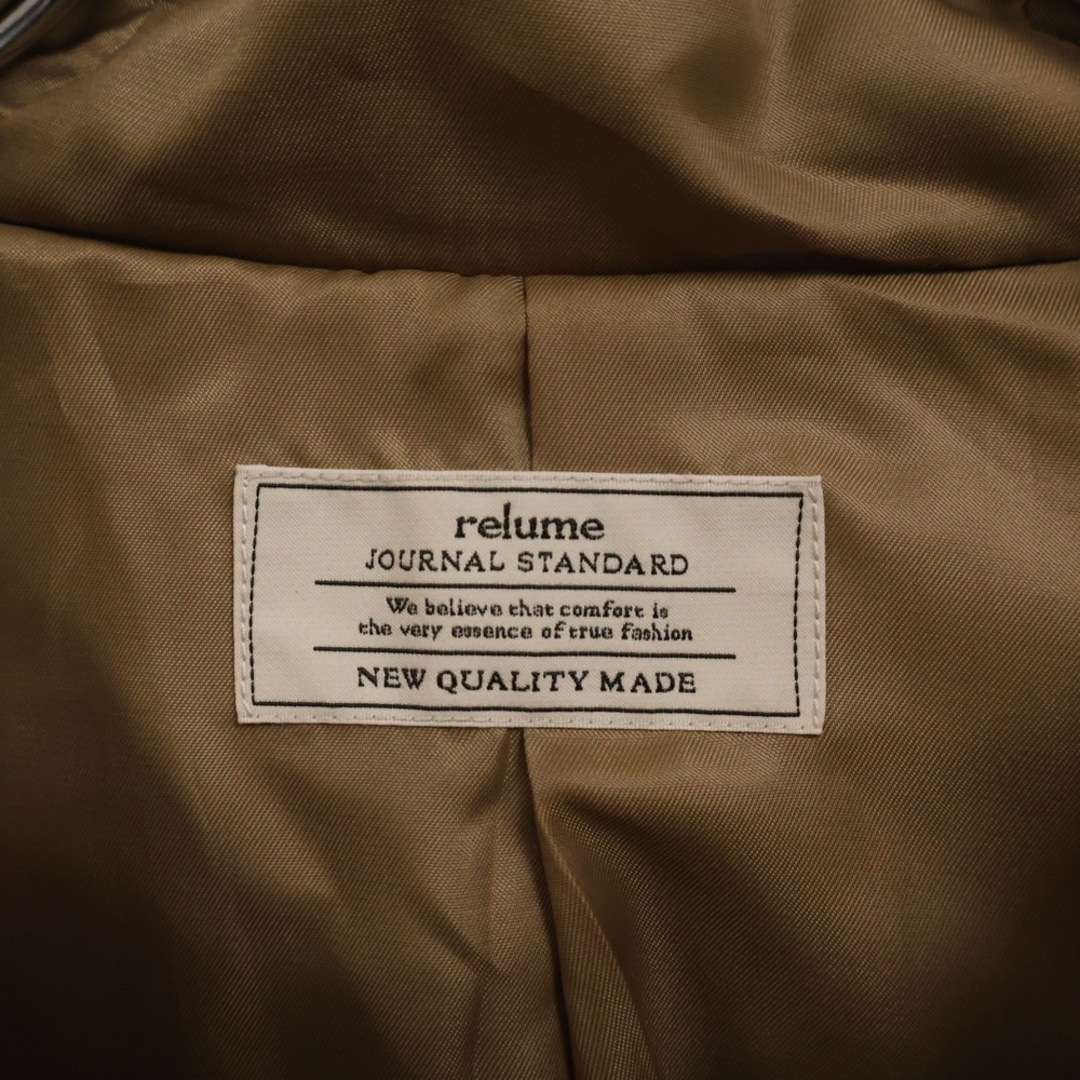 relume
JOURNAL STANDARD
We believe that comfort is
the very essence of true fashion
NEW QUALITY MADE